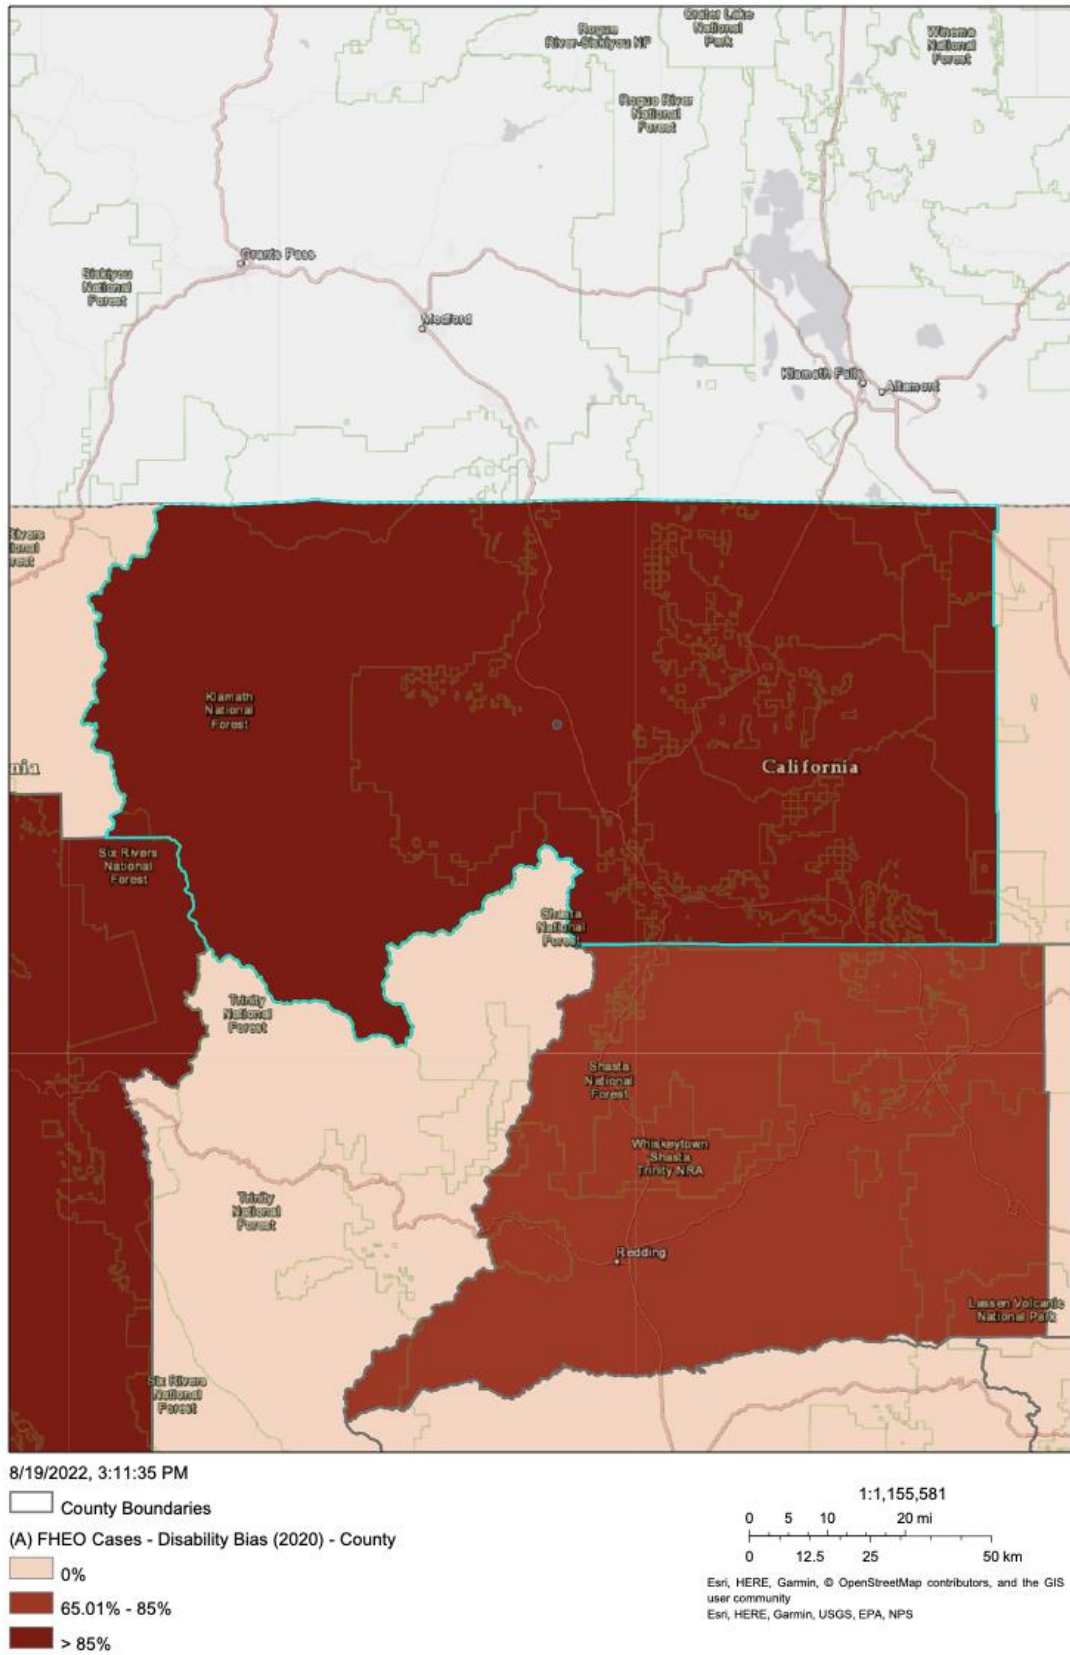 Crater Lake
National
Park
Rogue
River-Siskiyou NF
Winema
National
Forest
Rogue River
National
Forest
Grants Pass
Siskiyou
National
Forest
Medford
Klamath Falls
Altamont
Rivers
ional
rest
Klamath
National
Forest
nia
California
Six Rivers
National
Forest
Shasta
National
Forest
Trinity
National
Forest
Shasta
National
Forest
Whiskeytown
Shasta
Trinity NRA
Trinity
National
Forest
Redding
Lassen Volcanic
National Park
Six Rivers
National
Forest
8/19/2022, 3:11:35 PM
County Boundaries
(A) FHEO Cases - Disability Bias (2020) - County
0%
65.01% - 85%
> 85%
1:1,155,581
0 5 10 20 mi
0 12.5 25 50 km
Esri, HERE, Garmin, © OpenStreetMap contributors, and the GIS
user community
Esri, HERE, Garmin, USGS, EPA, NPS